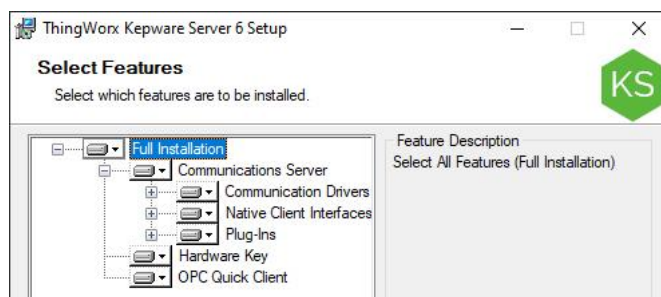 ThingWorx Kepware Server 6 Setup
Select Features
Select which features are to be installed.
KS
Full Installation
Communications Server
Communication Drivers
Native Client Interfaces
Plug-Ins
Hardware Key
OPC Quick Client
Feature Description
Select All Features (Full Installation)